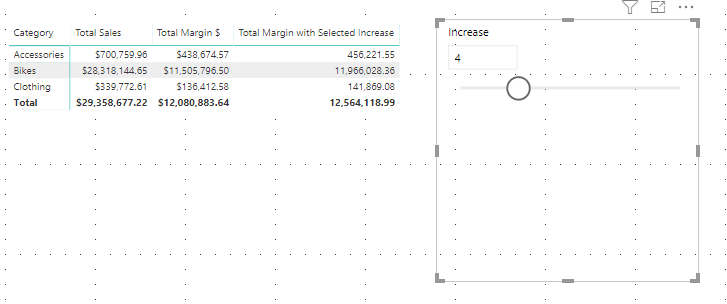 Category Total Sales Total Margin $ Total Margin with Selected Increase
Accessories $700,759.96 $438,674.57 456,221.55
Bikes $28,318,144.65 $11,505,796.50 11,966,028.36
Clothing $339,772.61 $136,412.58 141,869.08
Total $29,358,677.22 $12,080,883.64 12,564,118.99
Increase
4